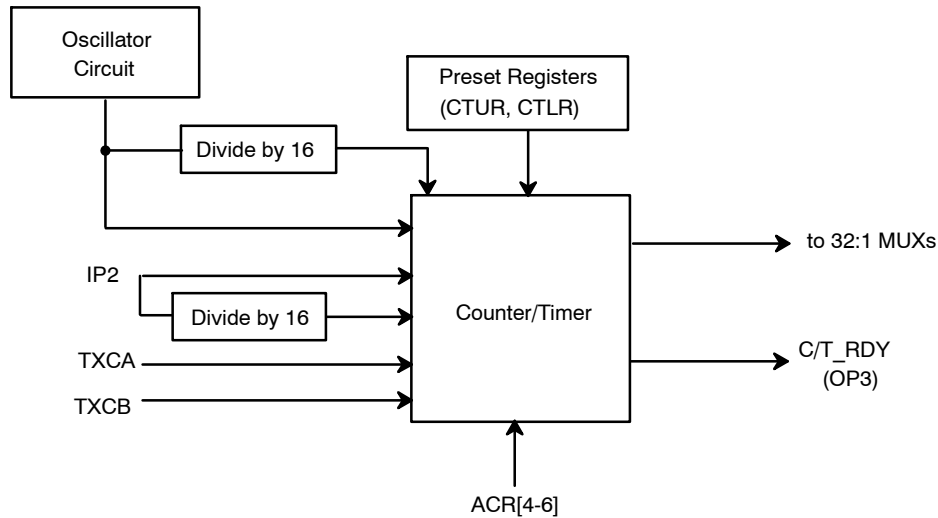 Oscillator
Circuit
Preset Registers
(CTUR, CTLR)
Divide by 16
to 32:1 MUXs
IP2
Divide by 16
Counter/Timer
TXCA
C/T_RDY
(OP3)
TXCB
ACR[4-6]